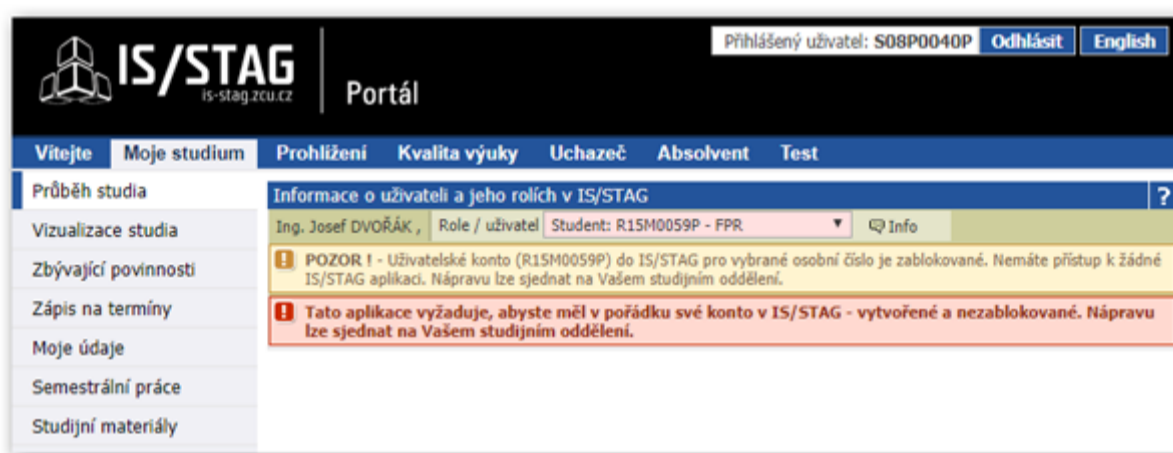 Přihlášený uživatel: S08P0040P Odhlásit English
IS/STAG
is-stag.zcu.cz
Portál
Vítejte Moje studium Prohlížení Kvalita výuky Uchazeč Absolvent Test
Průběh studia
Vizualizace studia
Zbývající povinnosti
Zápis na termíny
Moje údaje
Semestrální práce
Studijní materiály
Informace o uživateli a jeho rolích v IS/STAG ?
Ing. Josef DVOŘÁK , Role / uživatel Student: R15M0059P - FPR Info
POZOR ! - Uživatelské konto (R15M0059P) do IS/STAG pro vybrané osobní číslo je zablokované. Nemáte přístup k žádné
IS/STAG aplikaci. Nápravu lze sjednat na Vašem studijním oddělení.
Tato aplikace vyžaduje, abyste měl v pořádku své konto v IS/STAG - vytvořené a nezablokované. Nápravu
lze sjednat na Vašem studijním oddělení.